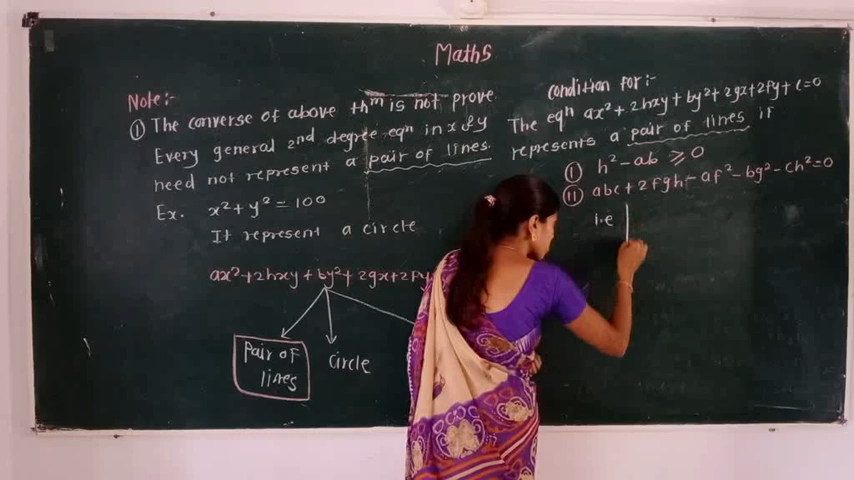 Maths
Note:-
① The converse of above thm is not prove.
Every general 2nd degree eqn in x & y
need not represent a pair of lines.
Ex. x² + y² = 100
It represent a circle
ax² + 2hxy + by² + 2gx + 2fy
pair of
lines
circle
condition for:-
The eqn ax² + 2hxy + by² + 2gx + 2fy + c = 0
represents a pair of lines if
① h² - ab ⩾ 0
② abc + 2fgh - af² - bg² - ch² = 0
i.e